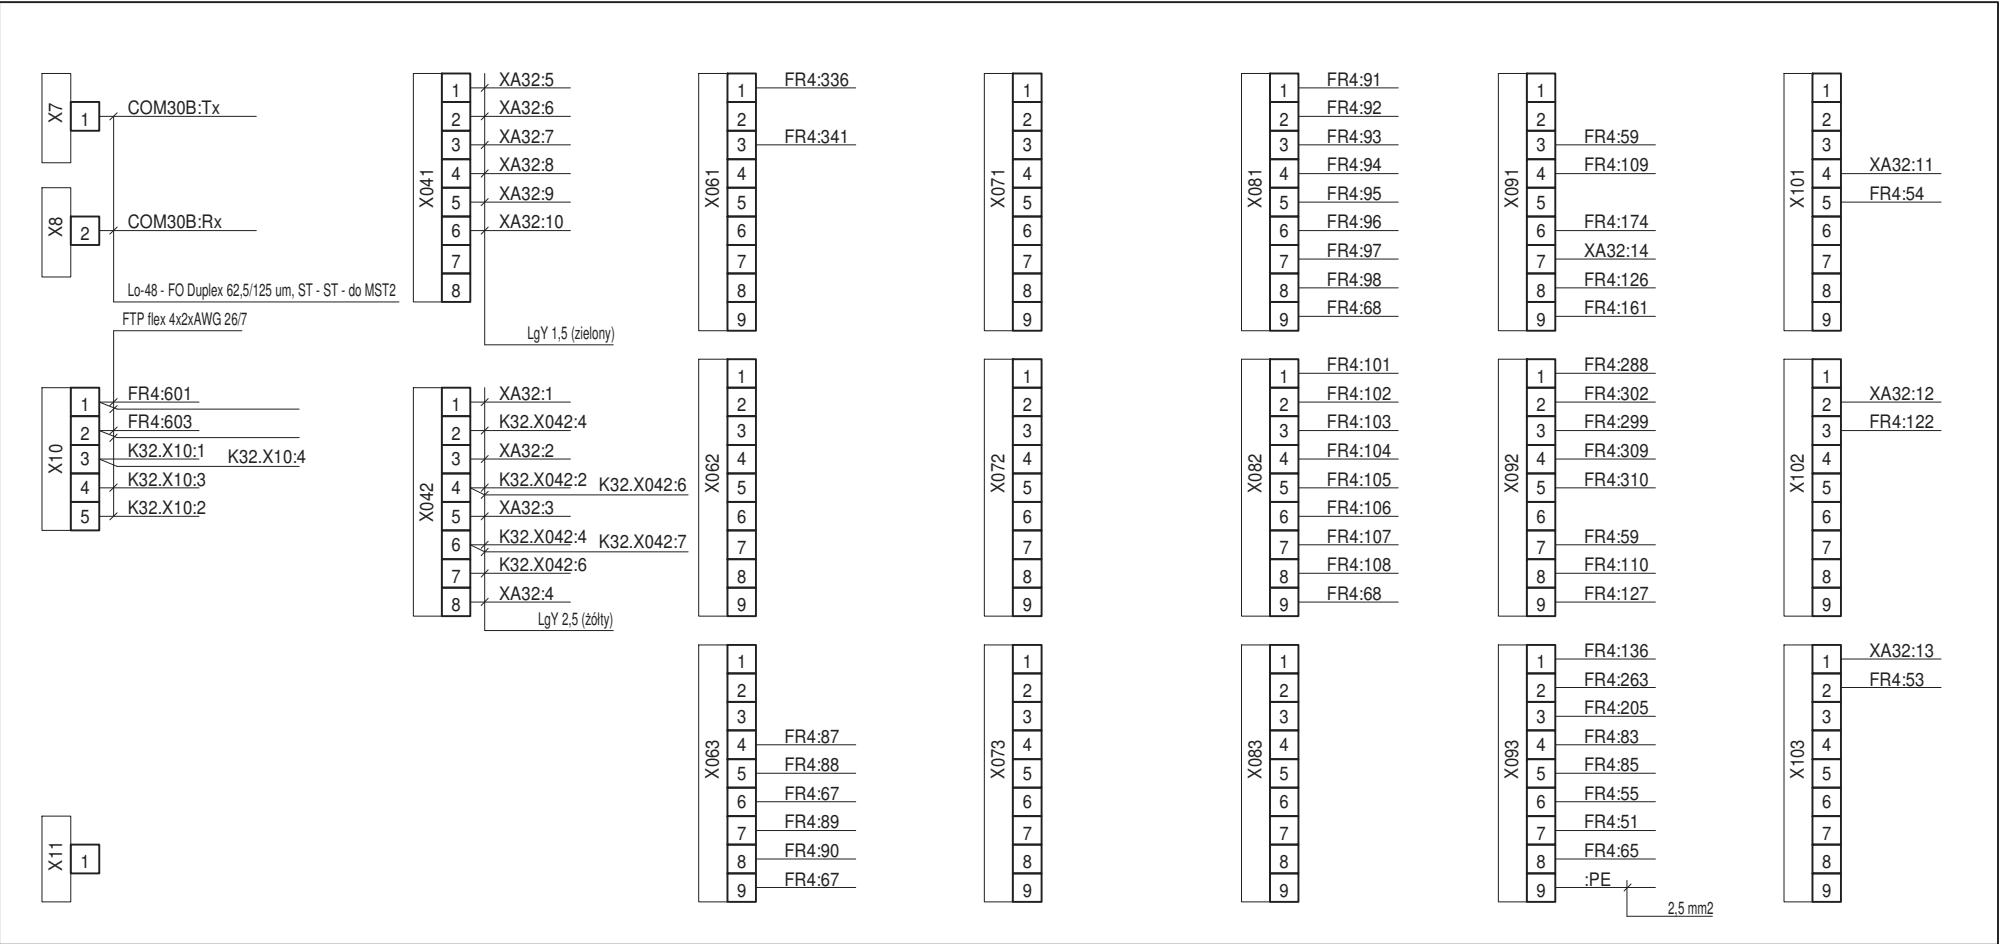 X7
1 COM30B:Tx
X8
2 COM30B:Rx
Lo-48 - FO Duplex 62,5/125 um, ST - ST - do MST2
FTP flex 4x2xAWG 26/7
X10
1 FR4:601
2 FR4:603
3 K32.X10:1 K32.X10:4
4 K32.X10:3
5 K32.X10:2
X11
1
X041
1 XA32:5
2 XA32:6
3 XA32:7
4 XA32:8
5 XA32:9
6 XA32:10
7
8
LgY 1,5 (zielony)
X042
1 XA32:1
2 K32.X042:4
3 XA32:2
4 K32.X042:2 K32.X042:6
5 XA32:3
6 K32.X042:4 K32.X042:7
7 K32.X042:6
8 XA32:4
LgY 2,5 (żółty)
X061
1 FR4:336
2
3 FR4:341
4
5
6
7
8
9
X062
1
2
3
4
5
6
7
8
9
X063
1
2
3
4 FR4:87
5 FR4:88
6 FR4:67
7 FR4:89
8 FR4:90
9 FR4:67
X071
1
2
3
4
5
6
7
8
9
X072
1
2
3
4
5
6
7
8
9
X073
1
2
3
4
5
6
7
8
9
X081
1 FR4:91
2 FR4:92
3 FR4:93
4 FR4:94
5 FR4:95
6 FR4:96
7 FR4:97
8 FR4:98
9 FR4:68
X082
1 FR4:101
2 FR4:102
3 FR4:103
4 FR4:104
5 FR4:105
6 FR4:106
7 FR4:107
8 FR4:108
9 FR4:68
X083
1
2
3
4
5
6
7
8
9
X091
1
2
3 FR4:59
4 FR4:109
5
6 FR4:174
7 XA32:14
8 FR4:126
9 FR4:161
X092
1 FR4:288
2 FR4:302
3 FR4:299
4 FR4:309
5 FR4:310
6
7 FR4:59
8 FR4:110
9 FR4:127
X093
1 FR4:136
2 FR4:263
3 FR4:205
4 FR4:83
5 FR4:85
6 FR4:55
7 FR4:51
8 FR4:65
9 :PE
2,5 mm2
X101
1
2
3
4 XA32:11
5 FR4:54
6
7
8
9
X102
1
2 XA32:12
3 FR4:122
4
5
6
7
8
9
X103
1 XA32:13
2 FR4:53
3
4
5
6
7
8
9